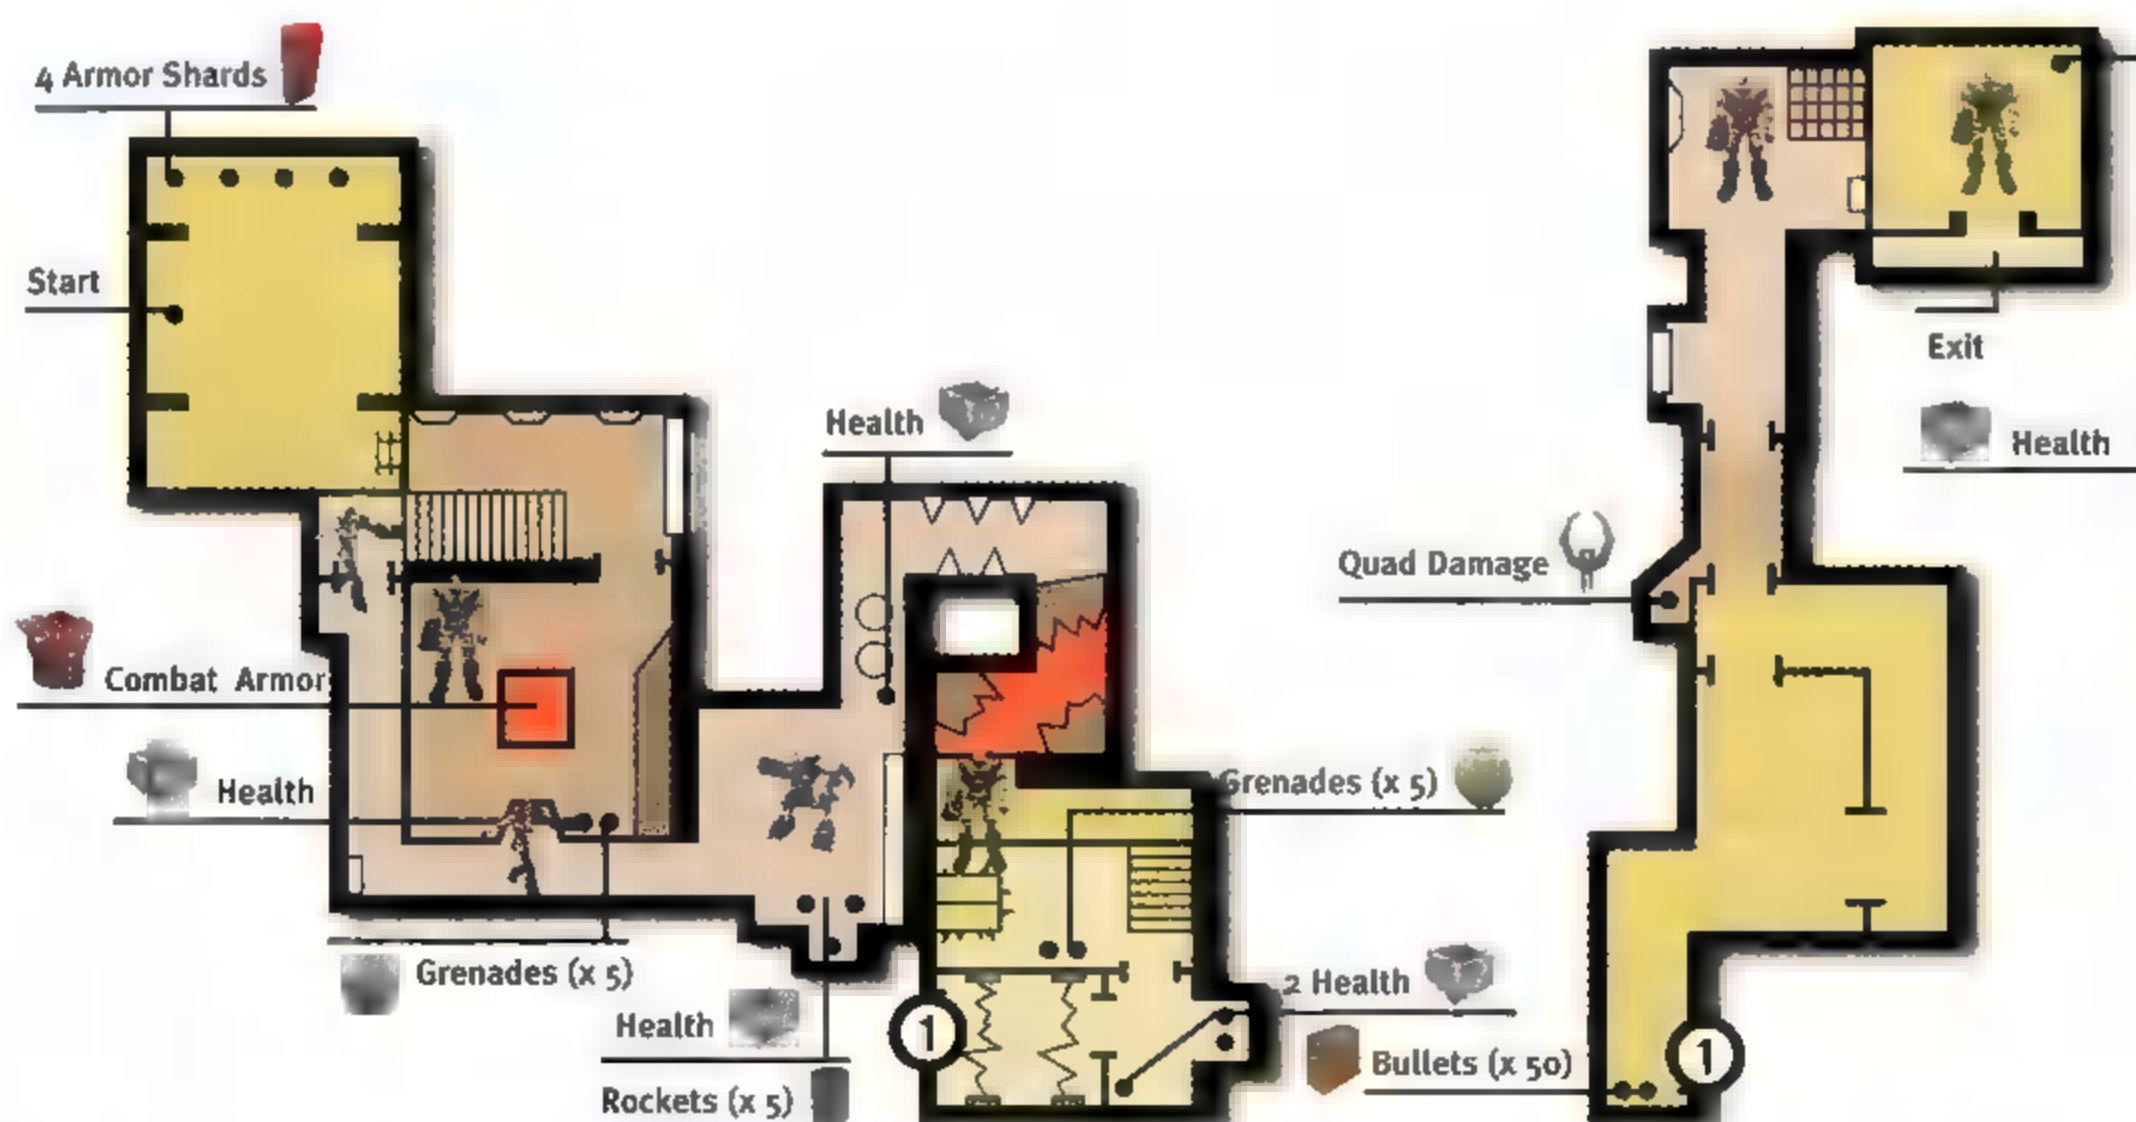 4 Armor Shards
Start
Combat Armor
Health
Grenades (x 5)
Health
Rockets (x 5)
Health
Grenades (x 5)
2 Health
Bullets (x 50)
1
1
Quad Damage
Exit
Health